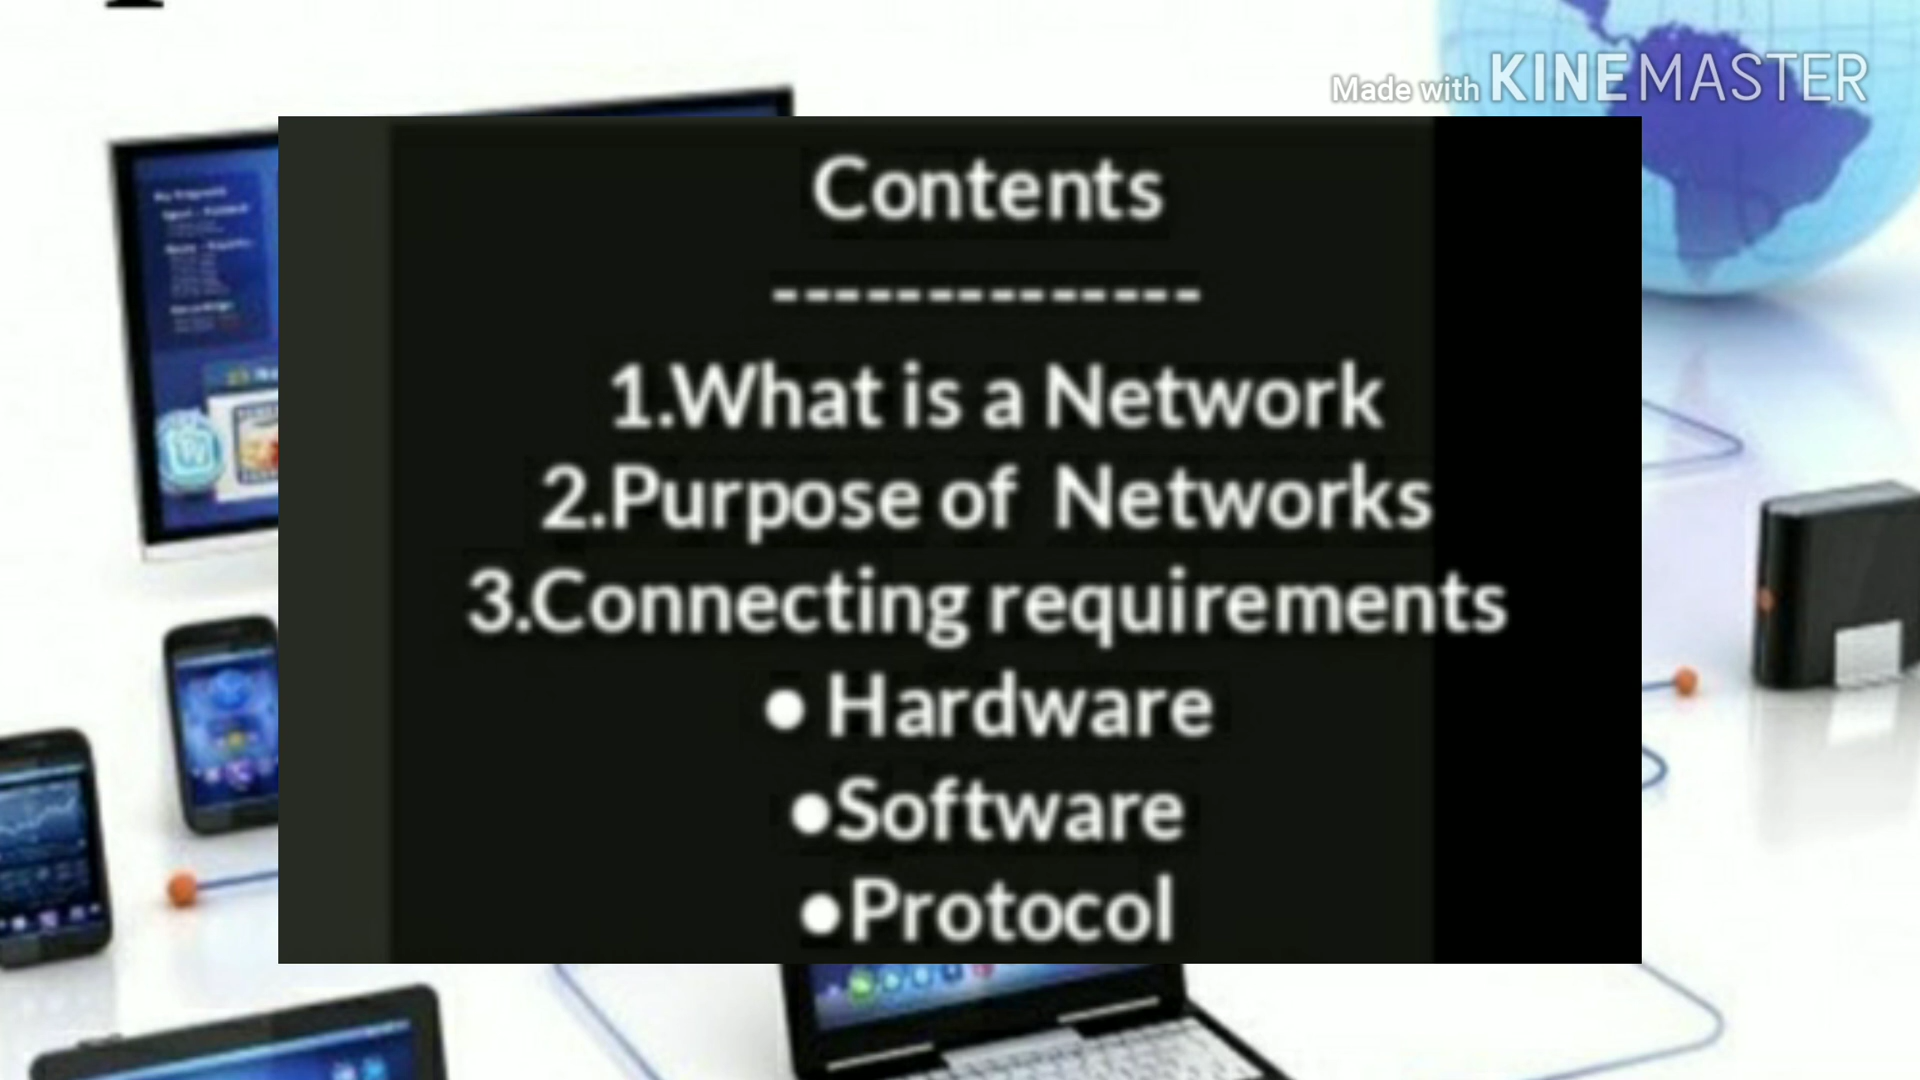 Made with KINEMASTER
Contents
--------------
1.What is a Network
2.Purpose of  Networks
3.Connecting requirements
● Hardware
●Software
●Protocol